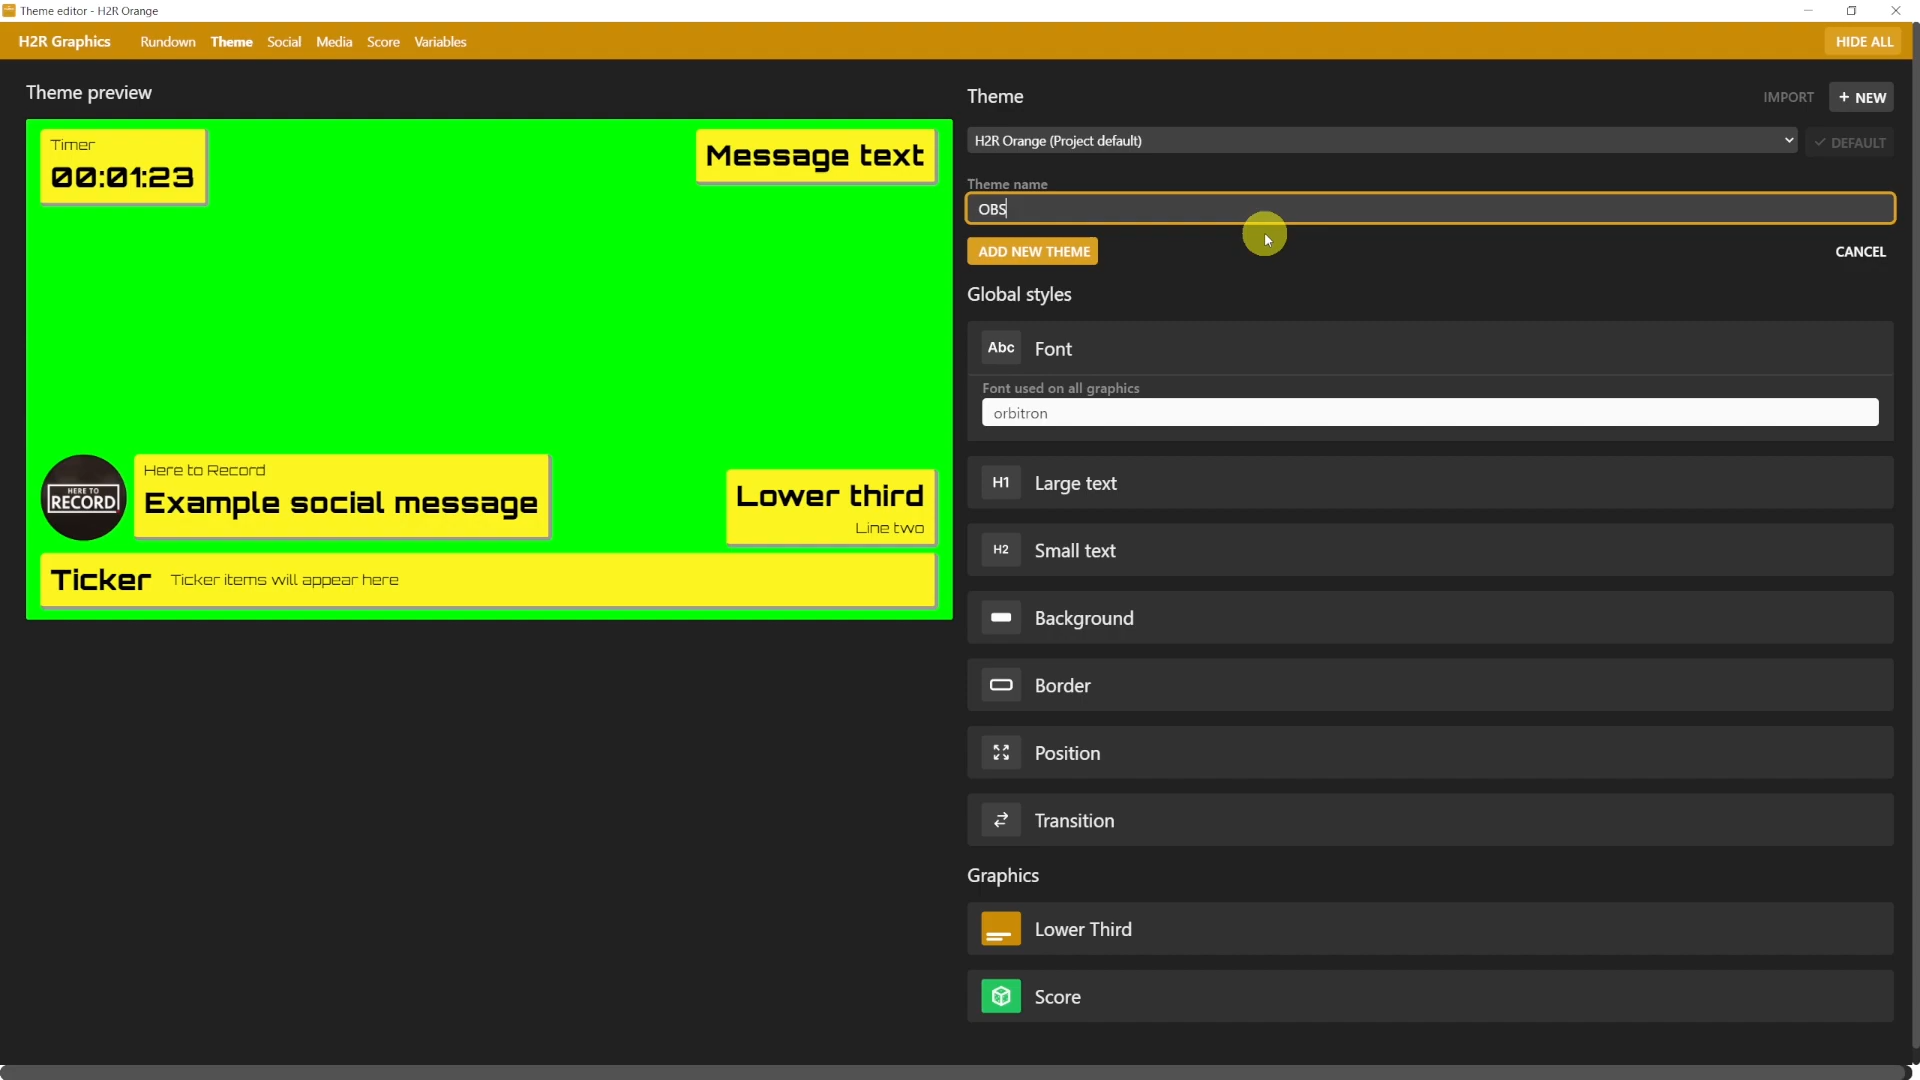 Theme editor - H2R Orange
H2R Graphics Rundown Theme Social Media Score Variables HIDE ALL
Theme preview
Timer
00:01:23
Message text
HERE TO
RECORD
Here to Record
Example social message
Lower third
Line two
Ticker Ticker items will appear here
Theme IMPORT + NEW
H2R Orange (Project default) DEFAULT
Theme name
OBS
ADD NEW THEME CANCEL
Global styles
Abc Font
Font used on all graphics
orbitron
H1 Large text
H2 Small text
Background
Border
Position
Transition
Graphics
Lower Third
Score